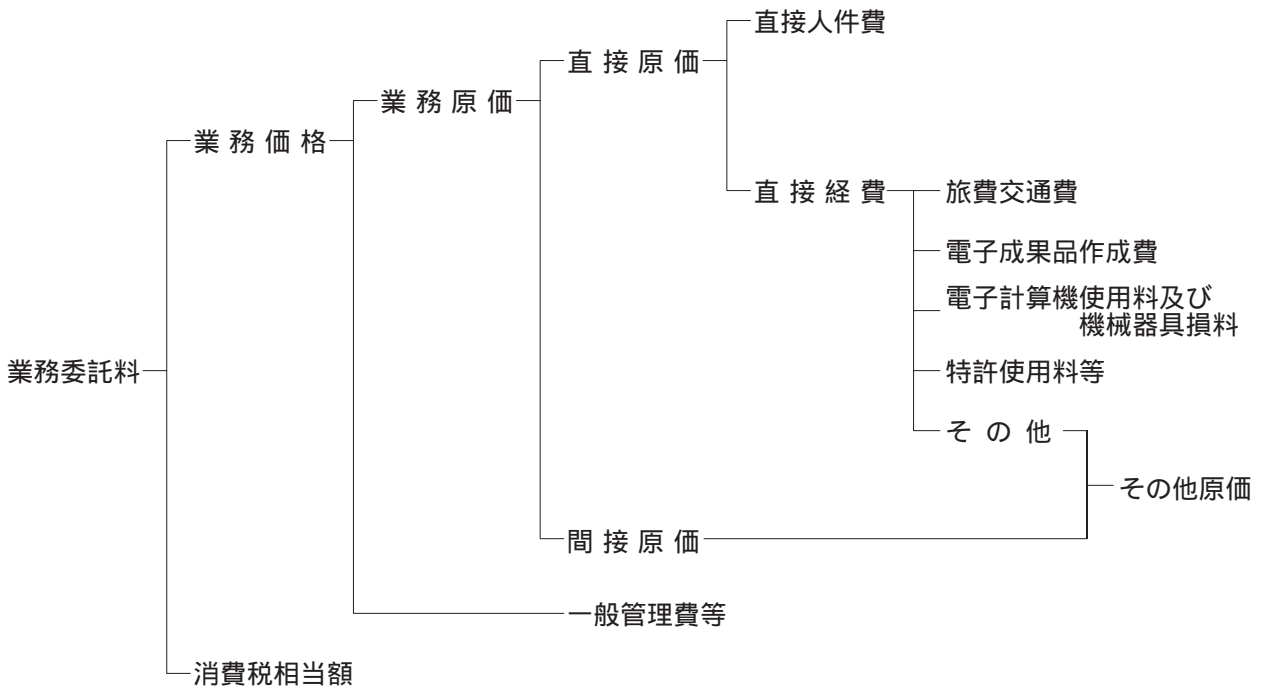 直接人件費
直接原価
業務原価
業務価格
直接経費
旅費交通費
電子成果品作成費
電子計算機使用料及び
機械器具損料
業務委託料
特許使用料等
その他
その他原価
間接原価
一般管理費等
消費税相当額